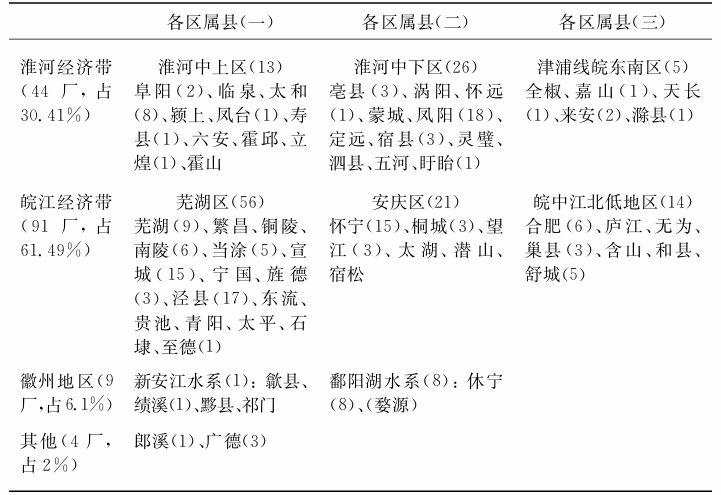 各区属县(一) 各区属县(二) 各区属县(三)
淮河经济带
(44 厂,占
30.41%)
淮河中上区(13)
阜阳(2)、临泉、太和
(8)、颍上、凤台(1)、寿
县(1)、六安、霍邱、立
煌(1)、霍山
淮河中下区(26)
亳县(3)、涡阳、怀远
(1)、蒙城、凤阳(18)、
定远、宿县(3)、灵璧、
泗县、五河、盱眙(1)
津浦线皖东南区(5)
全椒、嘉山(1)、天长
(1)、来安(2)、滁县(1)
皖江经济带
(91 厂,占
61.49%)
芜湖区(56)
芜湖(9)、繁昌、铜陵、
南陵(6)、当涂(5)、宣
城(15)、宁国、旌德
(3)、泾县(17)、东流、
贵池、青阳、太平、石
埭、至德(1)
安庆区(21)
怀宁(15)、桐城(3)、望
江(3)、太湖、潜山、
宿松
皖中江北低地区(14)
合肥(6)、庐江、无为、
巢县(3)、含山、和县、
舒城(5)
徽州地区(9
厂,占6.1%)
新安江水系(1):歙县、
绩溪(1)、黟县、祁门
鄱阳湖水系(8):休宁
(8)、(婺源)
其他(4 厂,
占2%)
郎溪(1)、广德(3)